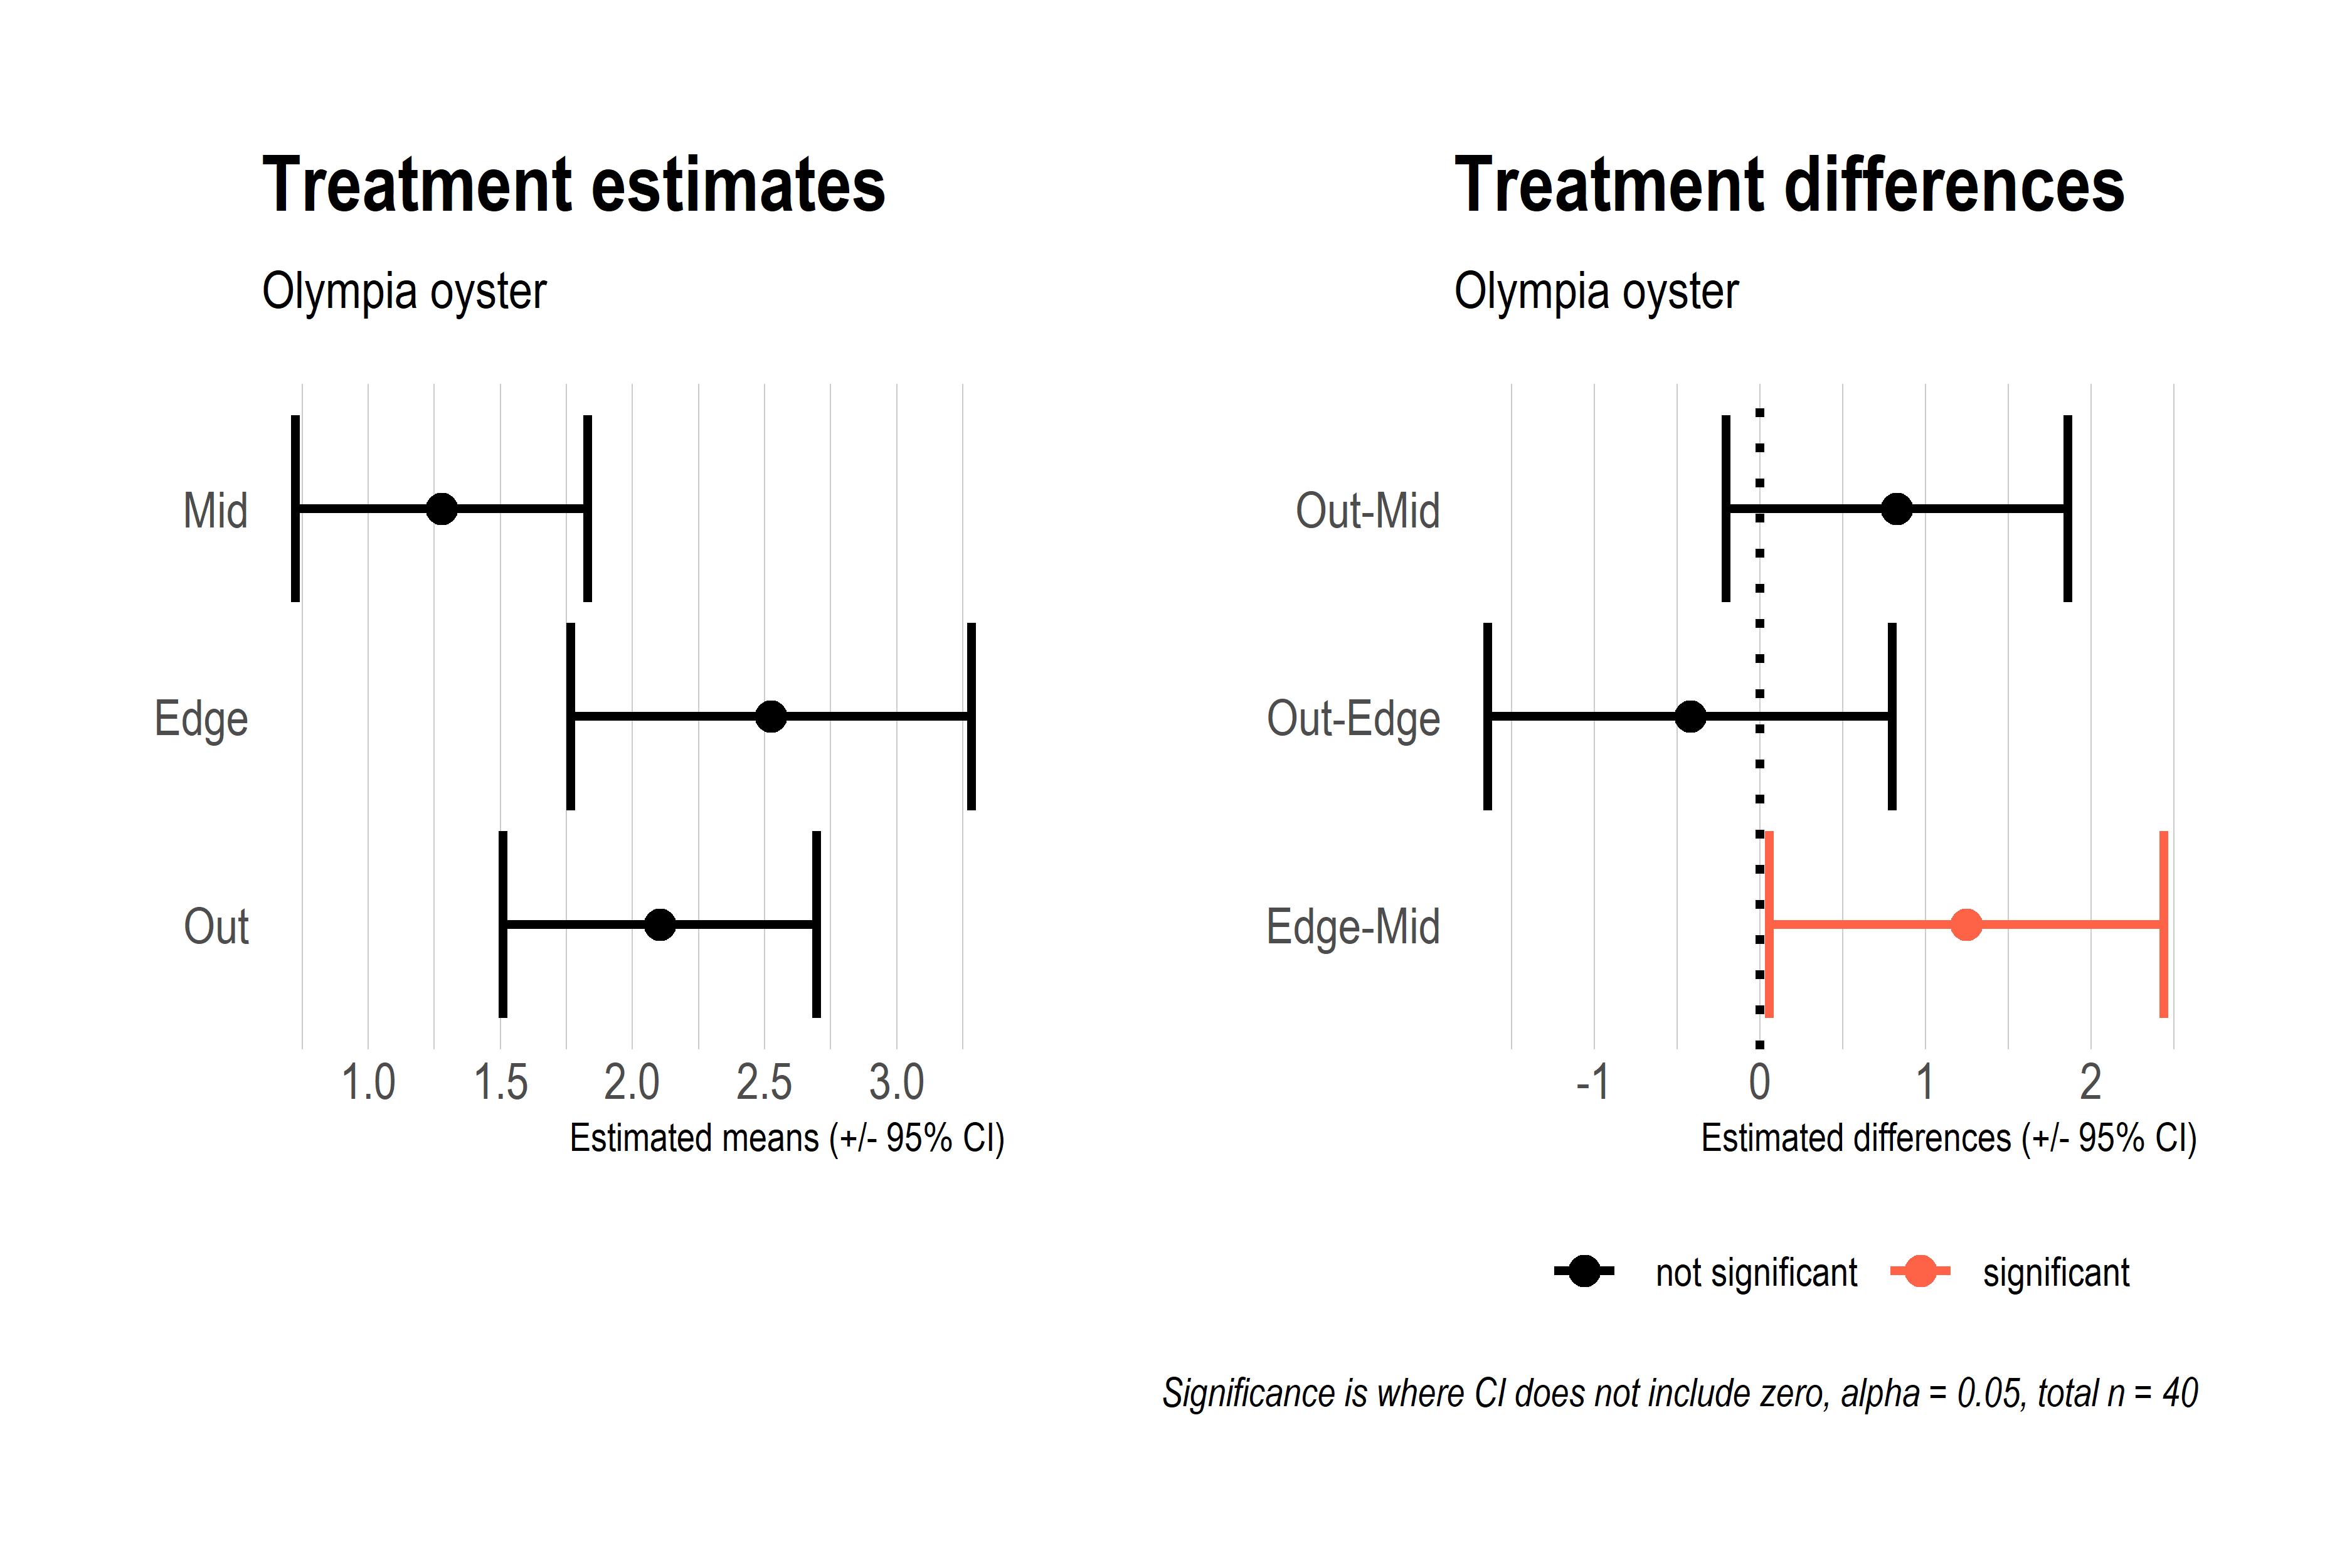 Treatment estimates
Olympia oyster
Mid
Edge
Out
1.0 1.5 2.0 2.5 3.0
Estimated means (+/- 95% CI)
Treatment differences
Olympia oyster
Out-Mid
Out-Edge
Edge-Mid
-1 0 1 2
Estimated differences (+/- 95% CI)
not significant significant
Significance is where CI does not include zero, alpha = 0.05, total n = 40